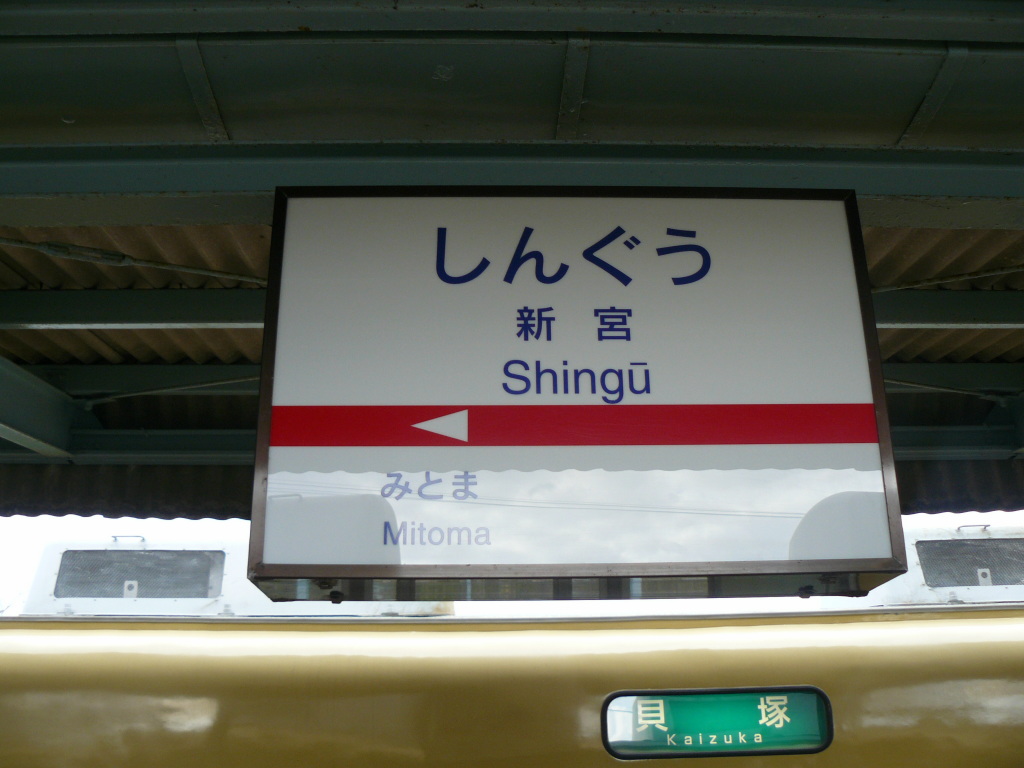 しんぐう
新宮
Shingū
みとま
Mitoma
貝塚
Kaizuka